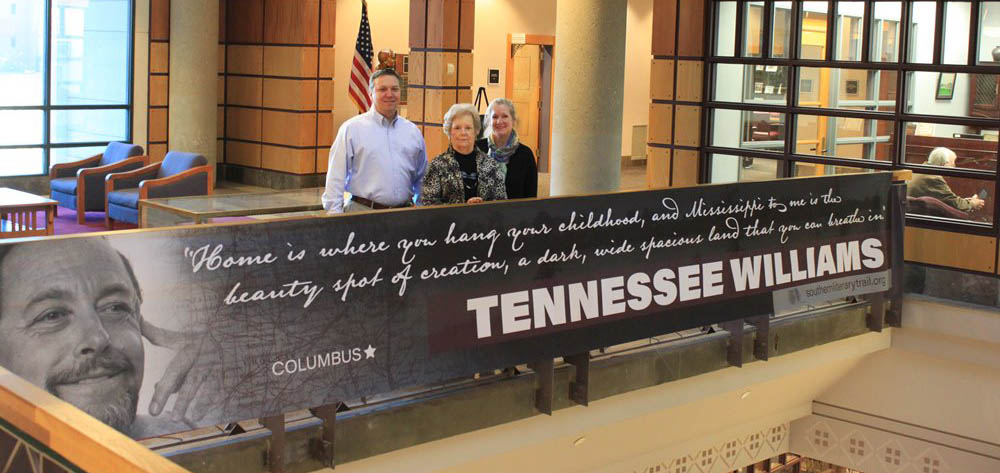 "Home is where you hang your childhood, and Mississippi to me is the
beauty spot of creation, a dark, wide spacious land that you can breathe in"
TENNESSEE WILLIAMS
southernliterarytrail.org
COLUMBUS